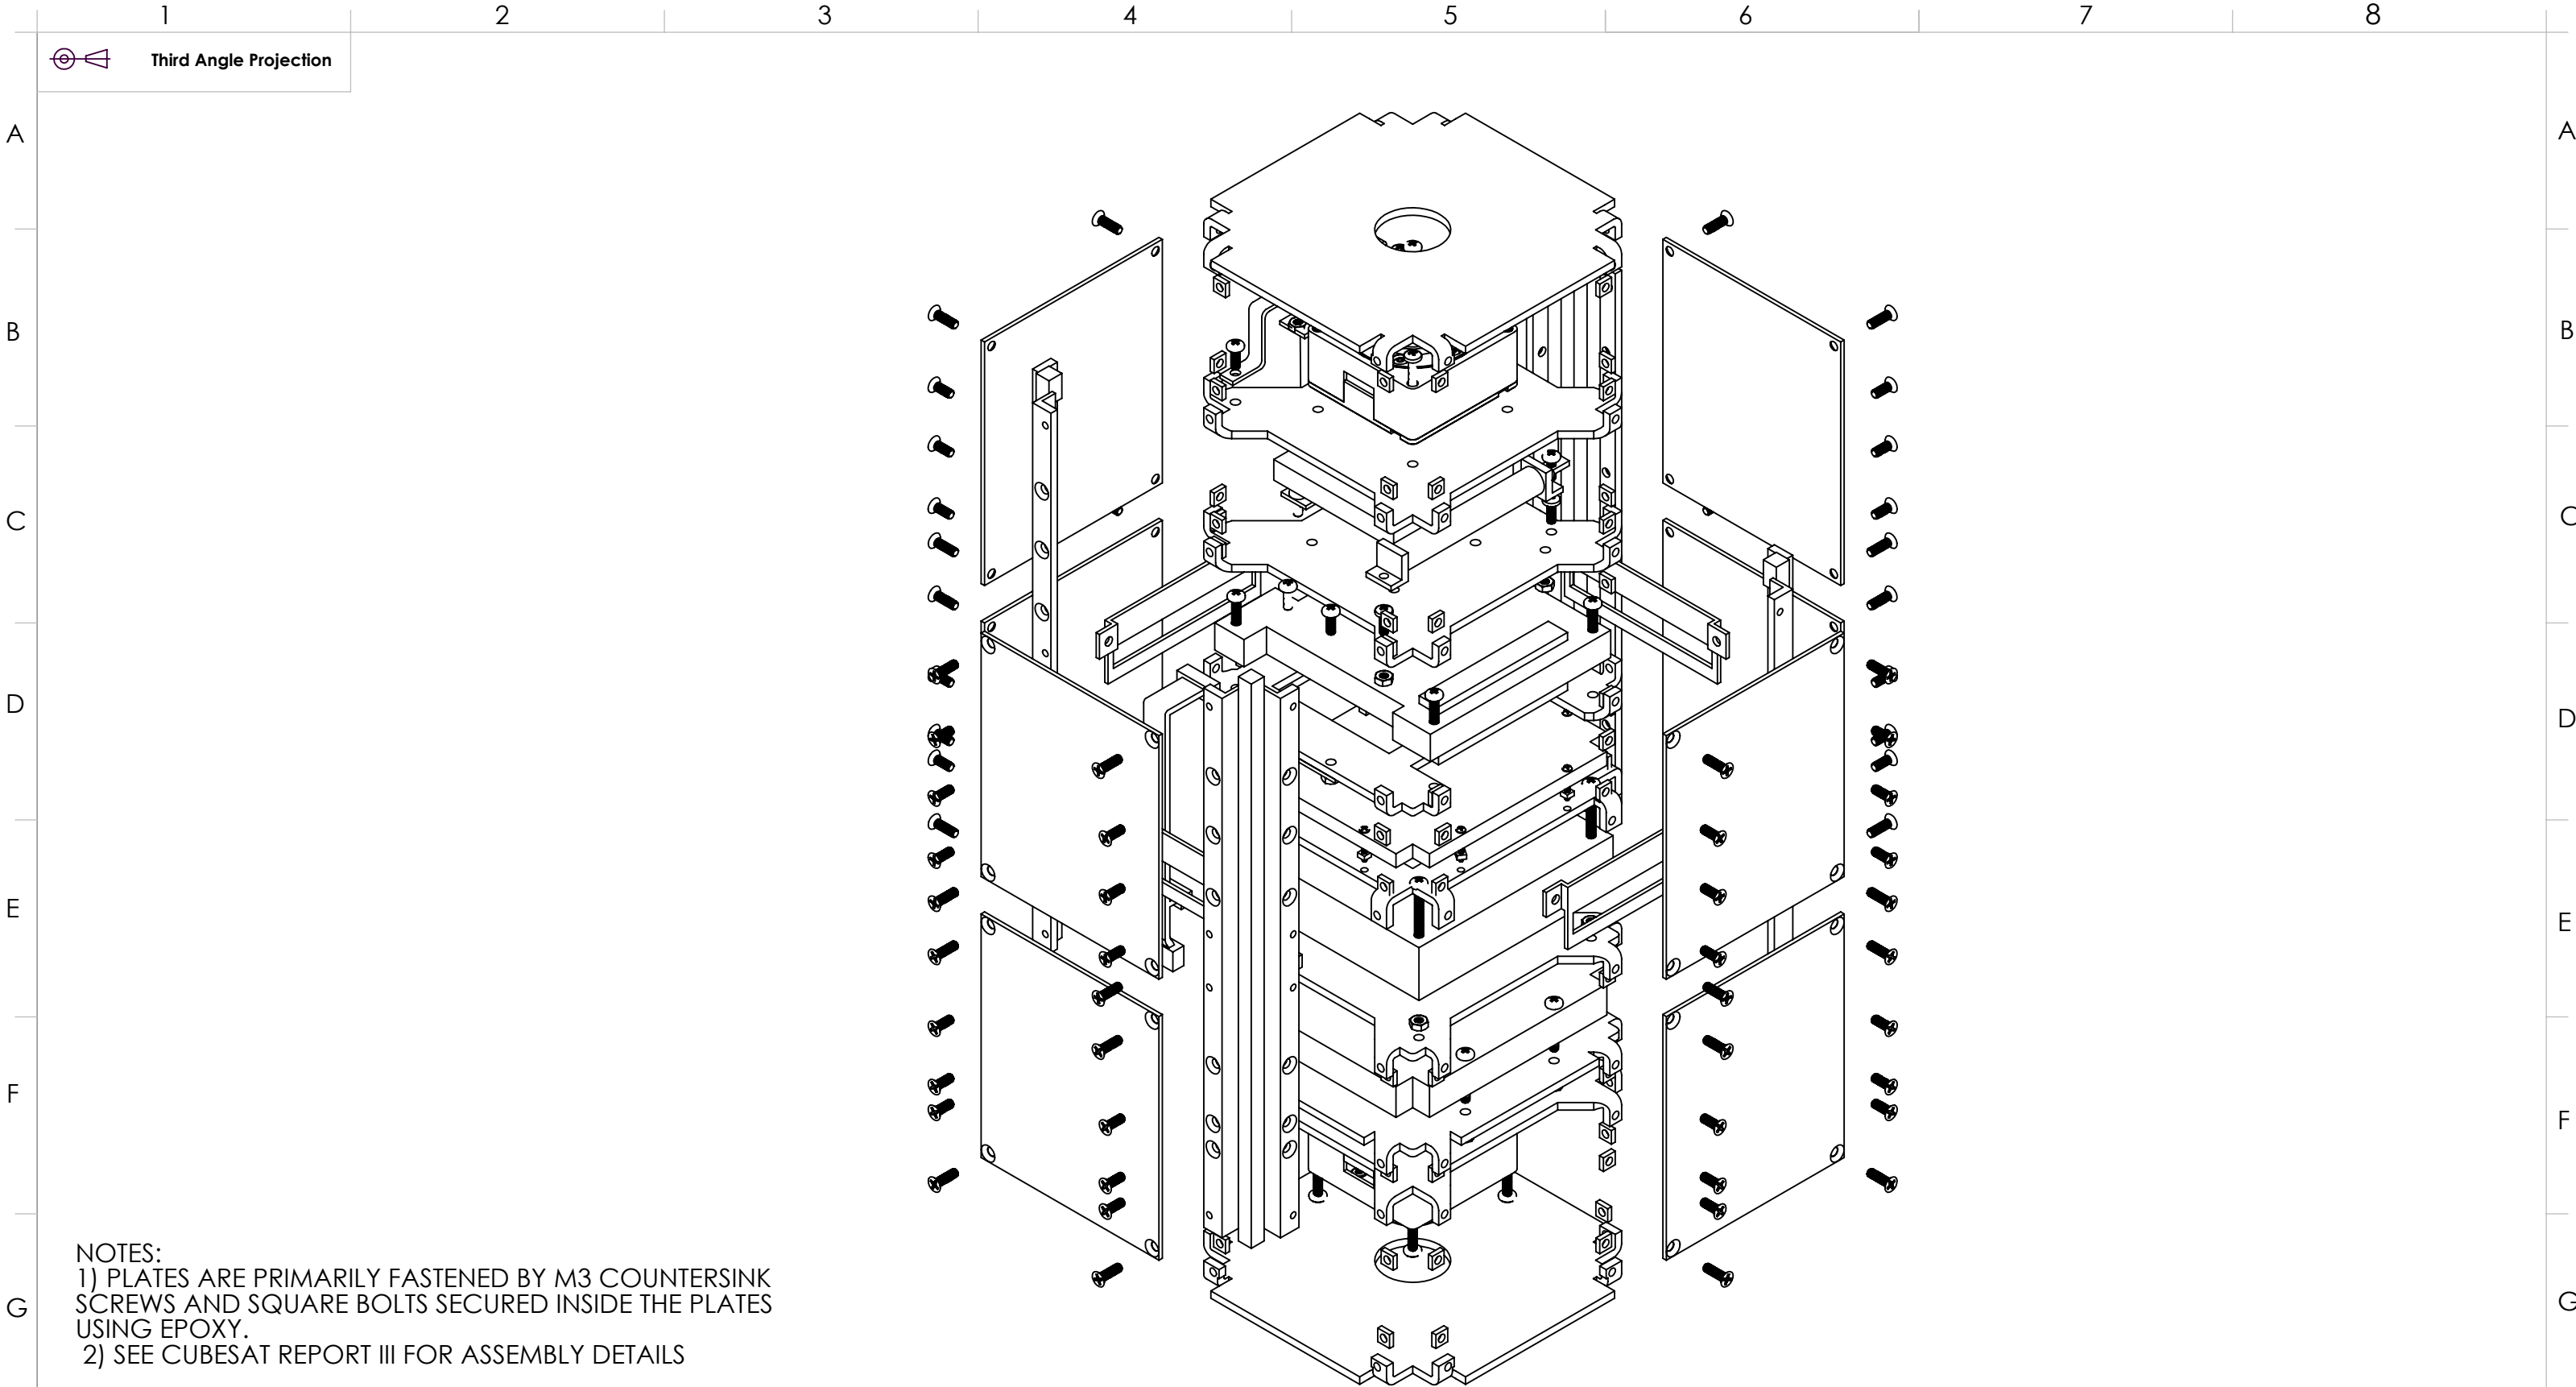 1 2 3 4 5 6 7 8
Third Angle Projection
A A
B B
C C
D D
E E
F F
G G
NOTES:
1) PLATES ARE PRIMARILY FASTENED BY M3 COUNTERSINK
SCREWS AND SQUARE BOLTS SECURED INSIDE THE PLATES
USING EPOXY.
2) SEE CUBESAT REPORT III FOR ASSEMBLY DETAILS